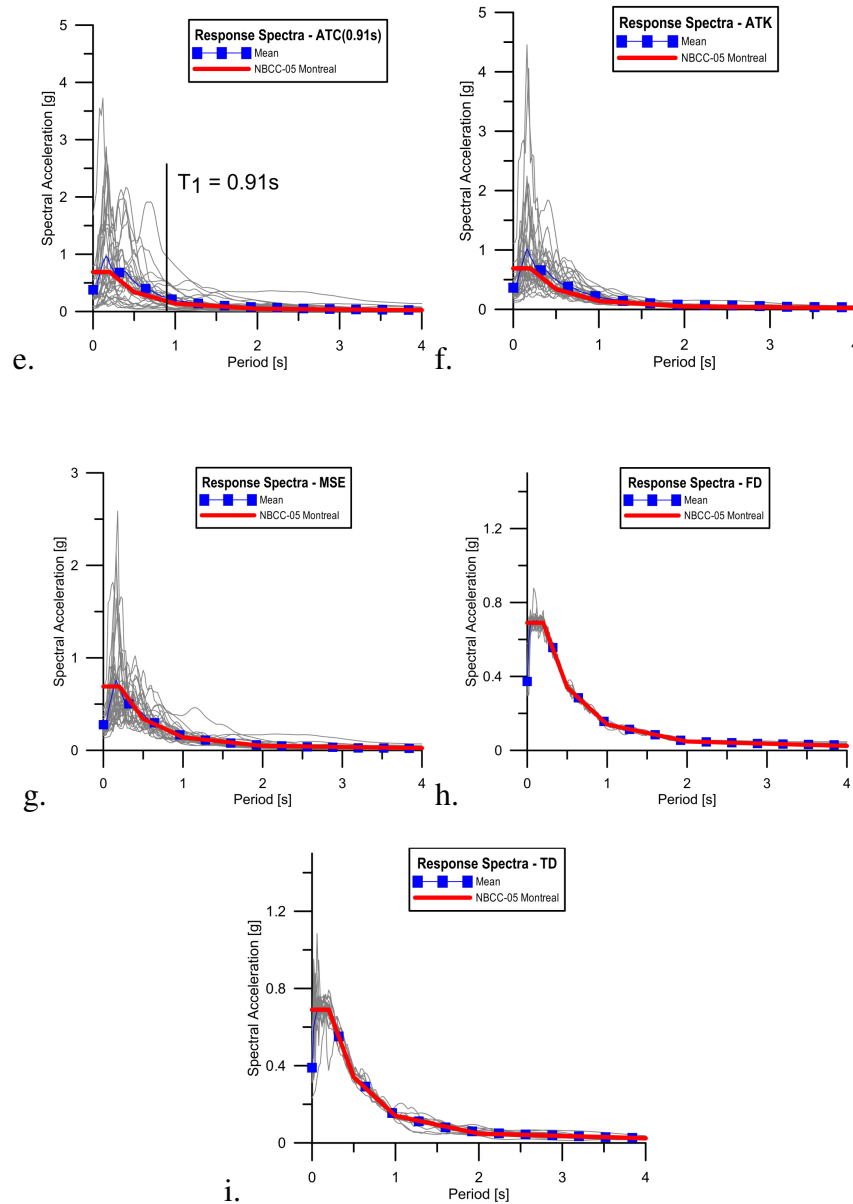 Response Spectra - ATC(0.91s)
Mean
NBCC-05 Montreal
Spectral Acceleration [g]
5
4
3
2
1
0
T1 = 0.91s
0 1 2 3 4
Period [s]
e.
Response Spectra - ATK
Mean
NBCC-05 Montreal
Spectral Acceleration [g]
5
4
3
2
1
0
0 1 2 3 4
Period [s]
f.
Response Spectra - MSE
Mean
NBCC-05 Montreal
Spectral Acceleration [g]
3
2
1
0
0 1 2 3 4
Period [s]
g.
Response Spectra - FD
Mean
NBCC-05 Montreal
Spectral Acceleration [g]
1.2
0.8
0.4
0
0 1 2 3 4
Period [s]
h.
Response Spectra - TD
Mean
NBCC-05 Montreal
Spectral Acceleration [g]
1.2
0.8
0.4
0
0 1 2 3 4
Period [s]
i.